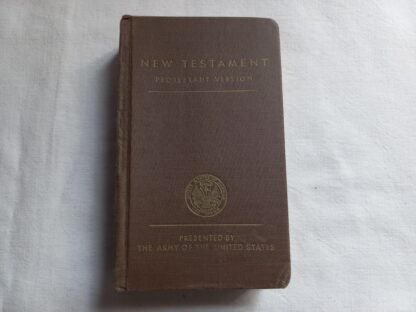 NEW TESTAMENT
PROTESTANT VERSION
PRESENTED BY
THE ARMY OF THE UNITED STATES